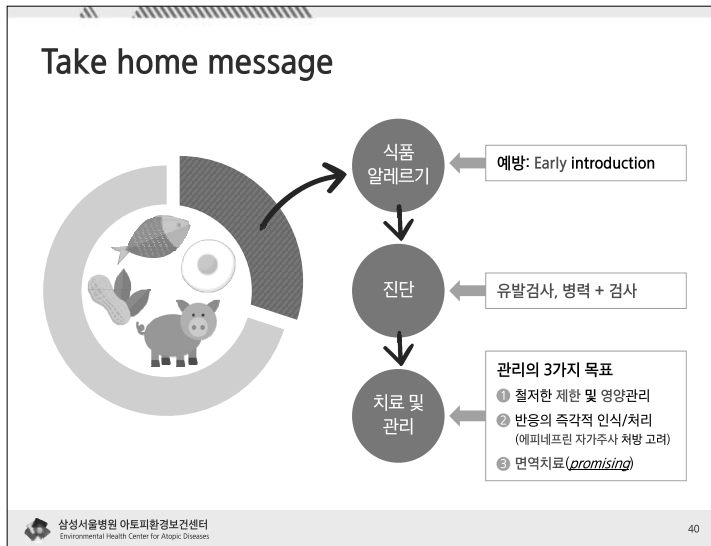 Take home message
식품
알레르기
예방: Early introduction
진단
유발검사, 병력 + 검사
치료 및
관리
관리의 3가지 목표
1 철저한 제한 및 영양관리
2 반응의 즉각적 인식/처리
(에피네프린 자가주사 처방 고려)
3 면역치료(promising)
삼성서울병원 아토피환경보건센터
Environmental Health Center for Atopic Diseases
40